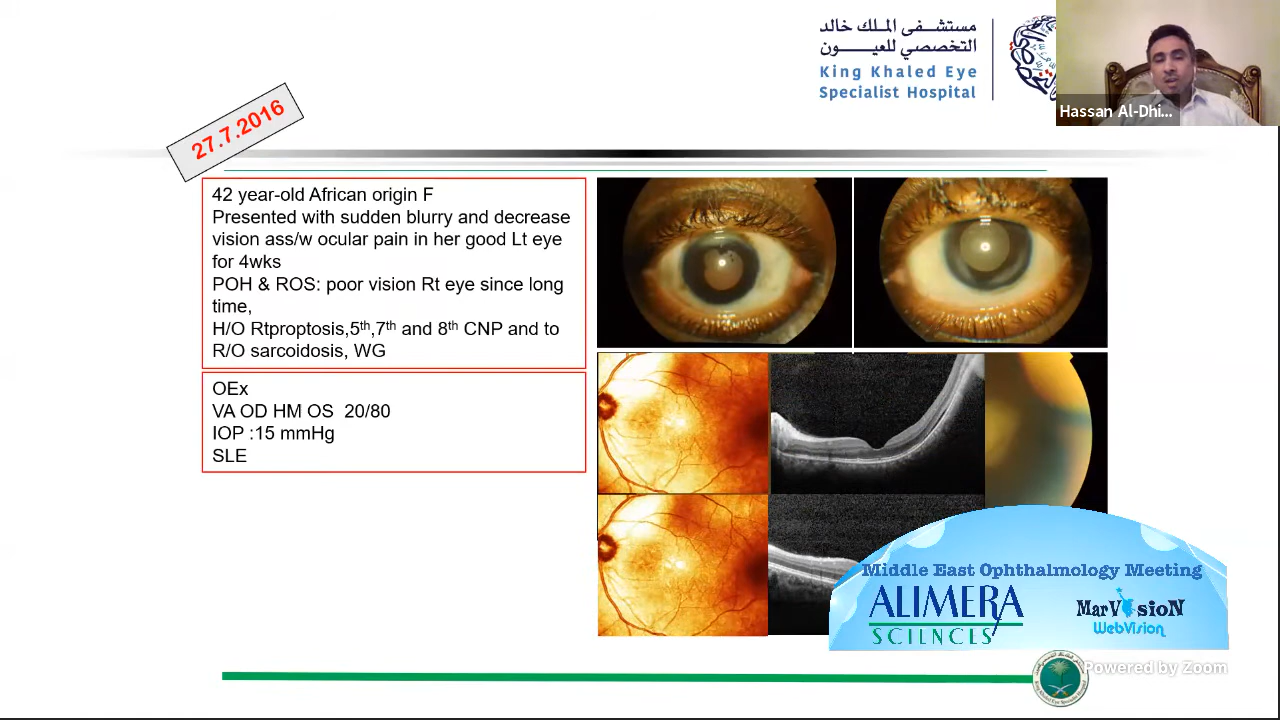 مستشفى الملك خالد
التخصصي للعيون
King Khaled Eye
Specialist Hospital
Hassan Al-Dhi...
27.7.2016
42 year-old African origin F
Presented with sudden blurry and decrease
vision ass/w ocular pain in her good Lt eye
for 4wks
POH & ROS: poor vision Rt eye since long
time,
H/O Rtproptosis,5th,7th and 8th CNP and to
R/O sarcoidosis, WG
OEx
VA OD HM OS 20/80
IOP :15 mmHg
SLE
Middle East Ophthalmology Meeting
ALIMERA
SCIENCES
MarVisioN
WebVision
Powered by Zoom